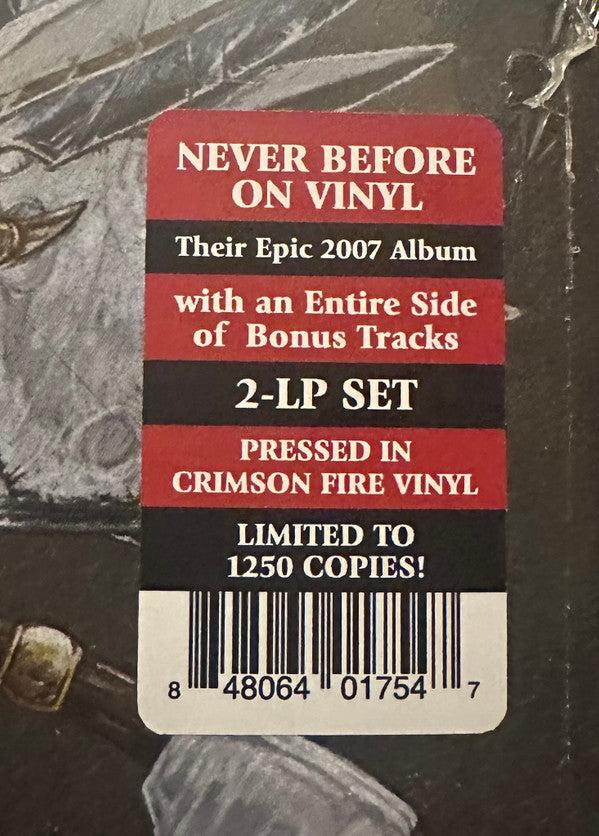 NEVER BEFORE
ON VINYL
Their Epic 2007 Album
with an Entire Side
of Bonus Tracks
2-LP SET
PRESSED IN
CRIMSON FIRE VINYL
LIMITED TO
1250 COPIES!
8 48064 01754 7